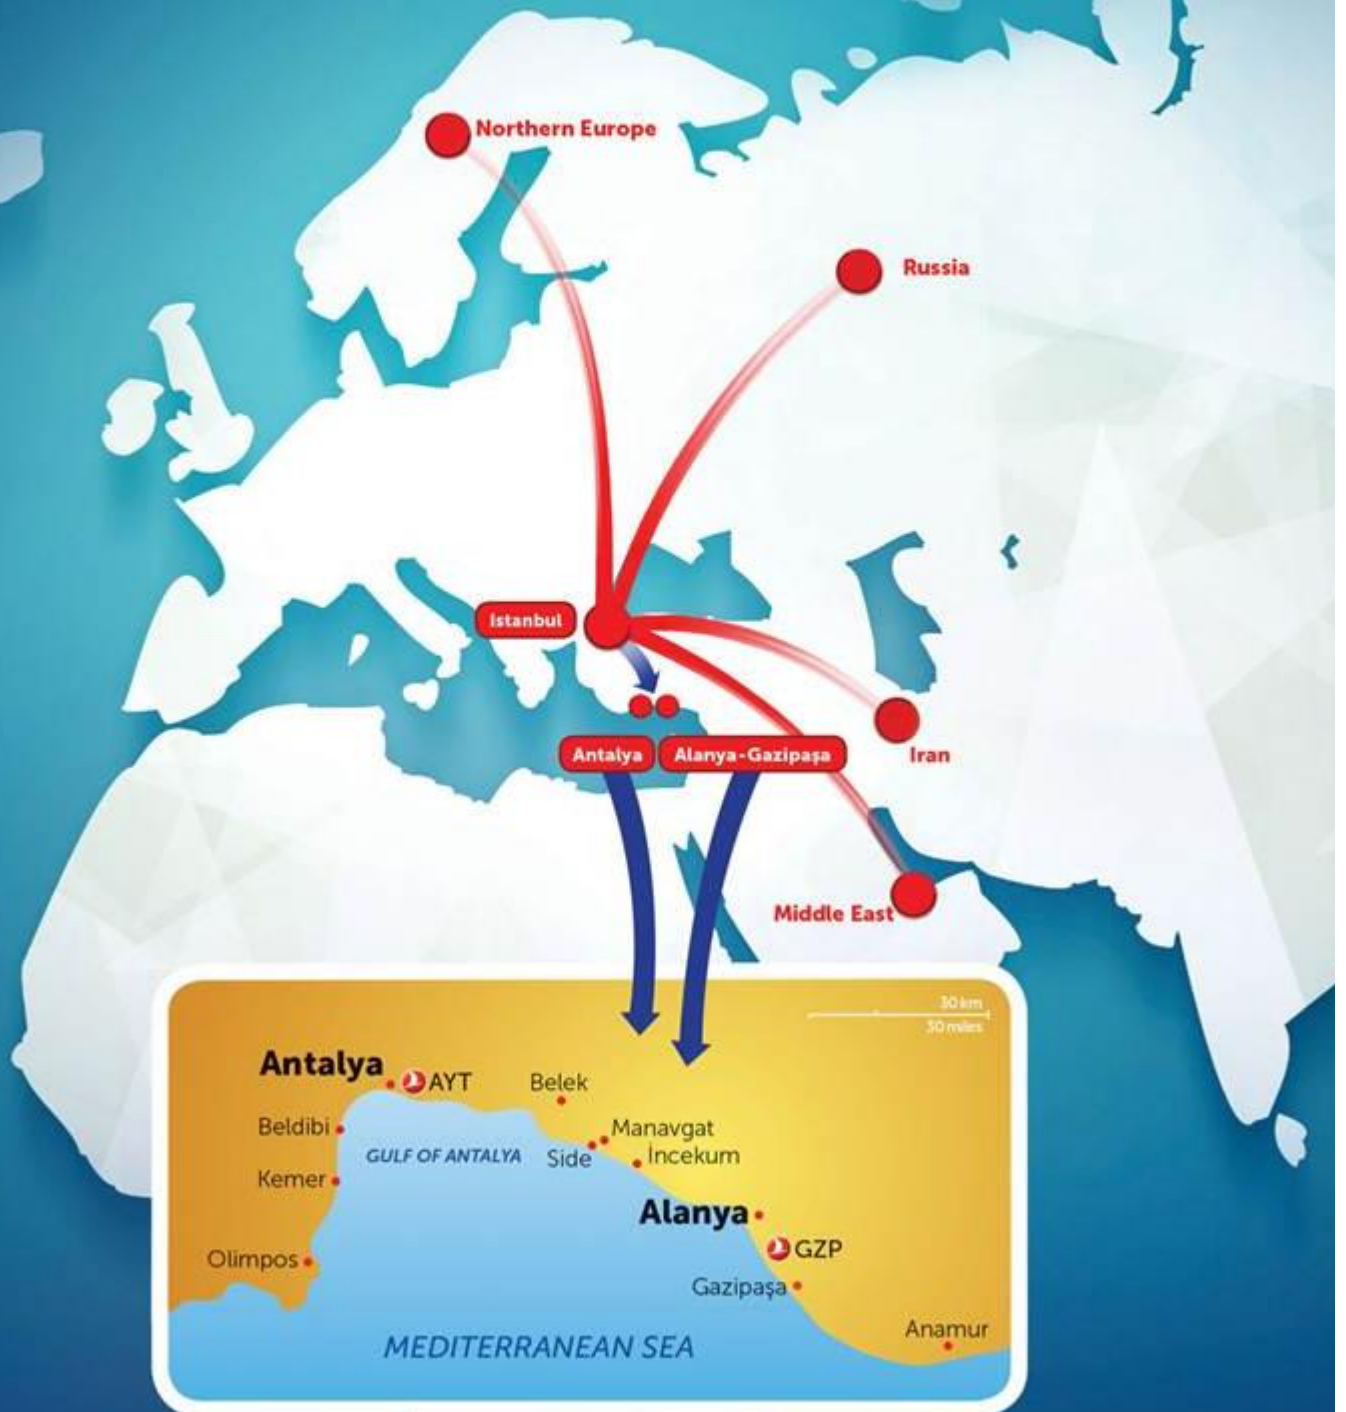 Northern Europe
Russia
Istanbul
Antalya
Alanya-Gazipaşa
Iran
Middle East
30 km
30 miles
Antalya
AYT
Belek
Beldibi
Manavgat
GULF OF ANTALYA
Side
İncekum
Kemer
Alanya
GZP
Olimpos
Gazipaşa
Anamur
MEDITERRANEAN SEA